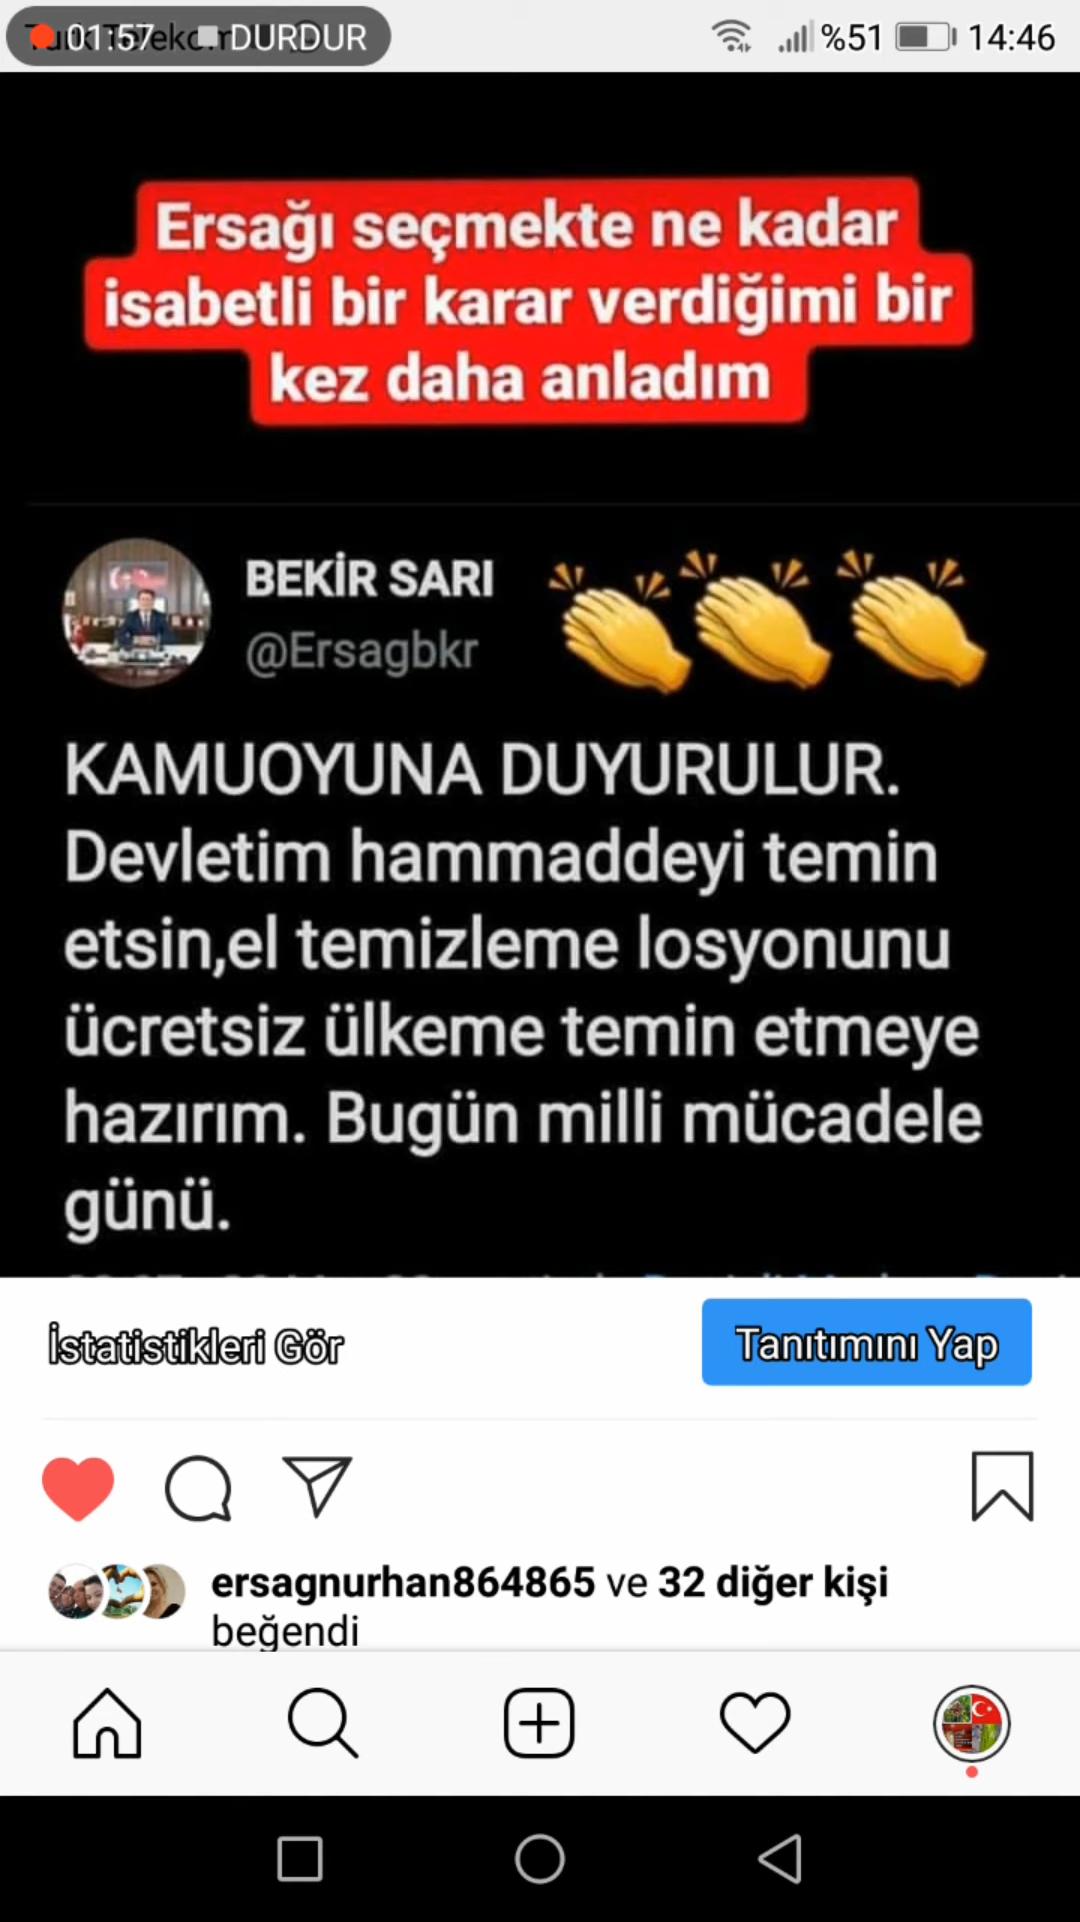 01:57 DURDUR %51 14:46
Ersağı seçmekte ne kadar
isabetli bir karar verdiğimi bir
kez daha anladım
BEKİR SARI
@Ersagbkr
KAMUOYUNA DUYURULUR.
Devletim hammaddeyi temin
etsin,el temizleme losyonunu
ücretsiz ülkeme temin etmeye
hazırım. Bugün milli mücadele
günü.
İstatistikleri Gör
Tanıtımını Yap
ersagnurhan864865 ve 32 diğer kişi
beğendi